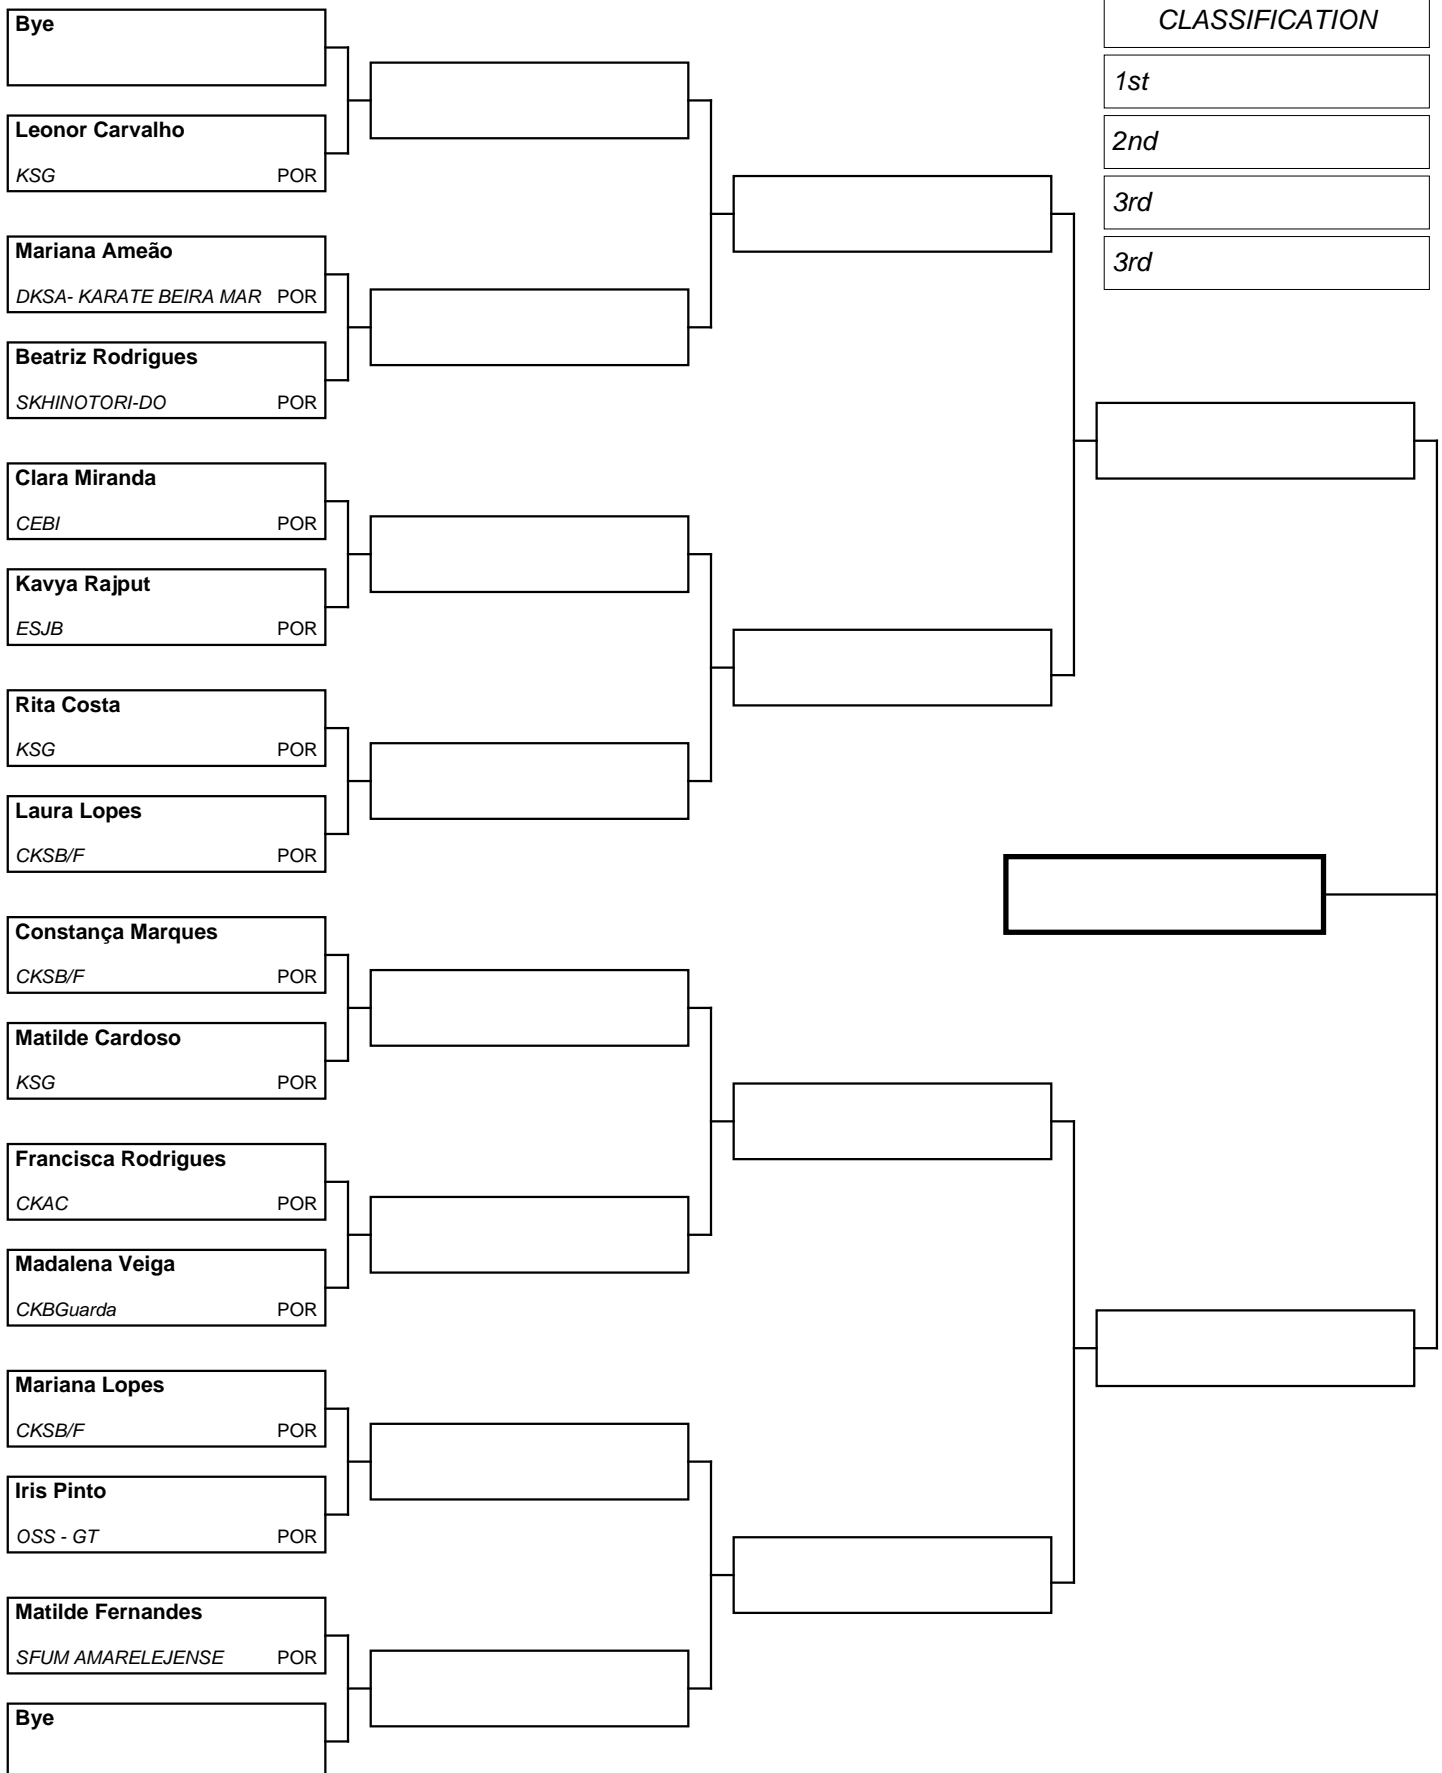 Bye
Leonor Carvalho
KSG POR
Mariana Ameão
DKSA- KARATE BEIRA MAR POR
Beatriz Rodrigues
SKHINOTORI-DO POR
Clara Miranda
CEBI POR
Kavya Rajput
ESJB POR
Rita Costa
KSG POR
Laura Lopes
CKSB/F POR
Constança Marques
CKSB/F POR
Matilde Cardoso
KSG POR
Francisca Rodrigues
CKAC POR
Madalena Veiga
CKBGuarda POR
Mariana Lopes
CKSB/F POR
Iris Pinto
OSS - GT POR
Matilde Fernandes
SFUM AMARELEJENSE POR
Bye
CLASSIFICATION
1st
2nd
3rd
3rd